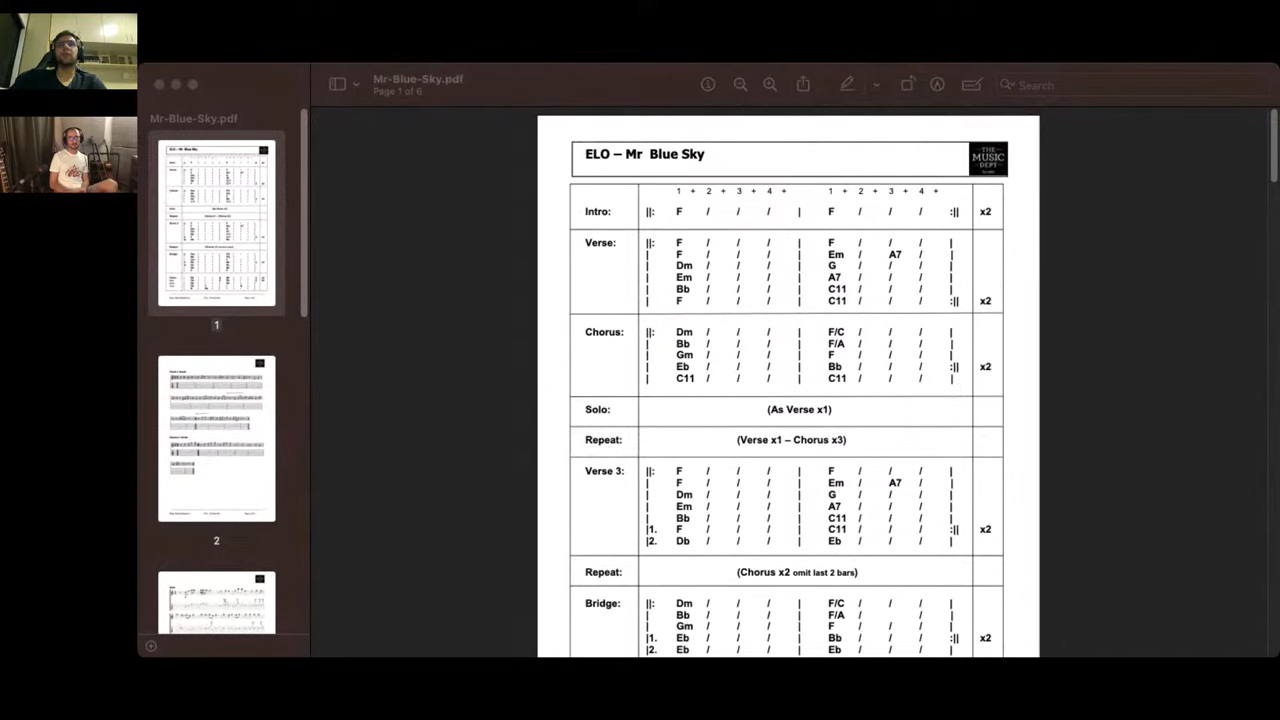 Mr-Blue-Sky.pdf
Page 1 of 6
Search
Mr-Blue-Sky.pdf
1
2
ELO – Mr Blue Sky
THE MUSIC DEPT
1 + 2 + 3 + 4 + 1 + 2 + 3 + 4 +
Intro: ||: F / / / | F / / / :|| x2
Verse: ||: F / / / | F / / / |
| F / / / | Em / A7 / |
| Dm / / / | G / / / |
| Em / / / | A7 / / / |
| Bb / / / | C11 / / / |
| F / / / | C11 / / / :|| x2
Chorus: ||: Dm / / / | F/C / / / |
| Bb / / / | F/A / / / |
| Gm / / / | F / / / |
| Eb / / / | Bb / / / :|| x2
| C11 / / / | C11 / / / |
Solo: (As Verse x1)
Repeat: (Verse x1 – Chorus x3)
Verse 3: ||: F / / / | F / / / |
| F / / / | Em / A7 / |
| Dm / / / | G / / / |
| Em / / / | A7 / / / |
| Bb / / / | C11 / / / |
|1. F / / / | C11 / / / :|| x2
|2. Db / / / | Eb / / / |
Repeat: (Chorus x2 omit last 2 bars)
Bridge: ||: Dm / / / | F/C / / / |
| Bb / / / | F/A / / / |
| Gm / / / | F / / / |
|1. Eb / / / | Bb / / / :|| x2
|2. Eb / / / | Eb / / / |